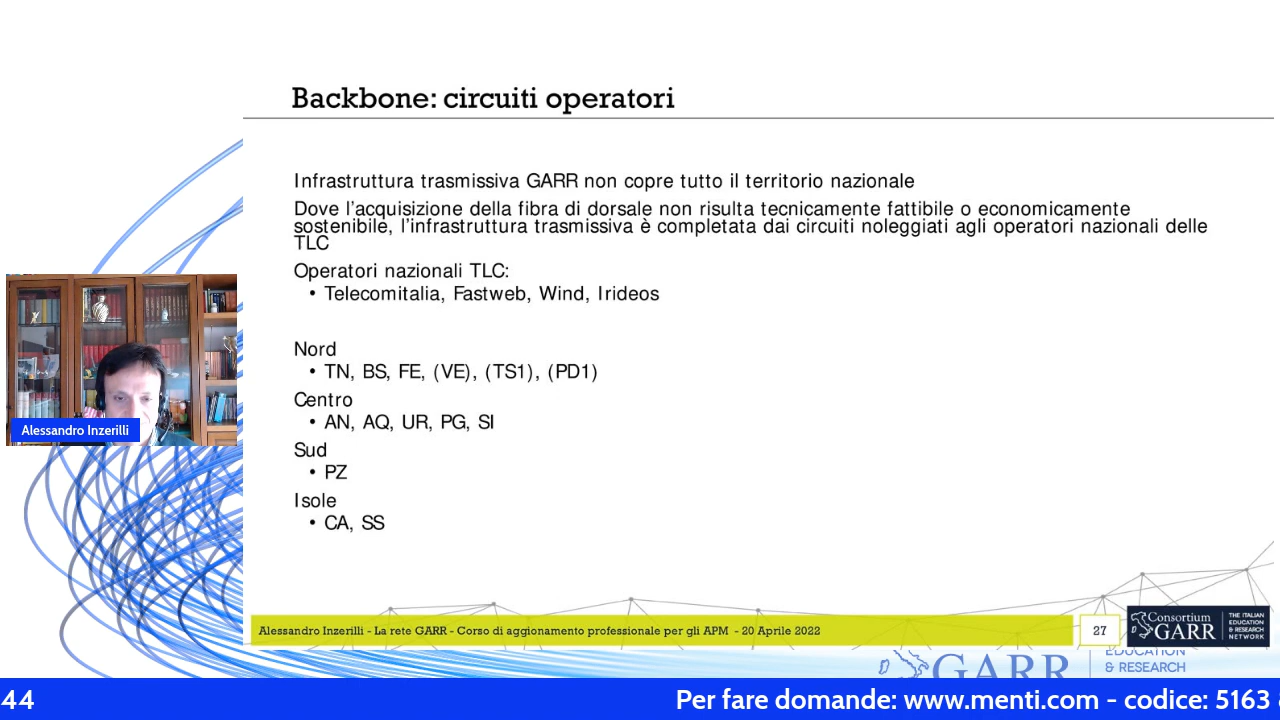 Backbone: circuiti operatori
Infrastruttura trasmissiva GARR non copre tutto il territorio nazionale
Dove l'acquisizione della fibra di dorsale non risulta tecnicamente fattibile o economicamente
sostenibile, l'infrastruttura trasmissiva è completata dai circuiti noleggiati agli operatori nazionali delle
TLC
Operatori nazionali TLC:
• Telecomitalia, Fastweb, Wind, Irideos
Nord
• TN, BS, FE, (VE), (TS1), (PD1)
Centro
• AN, AQ, UR, PG, SI
Sud
• PZ
Isole
• CA, SS
Alessandro Inzerilli
Alessandro Inzerilli - La rete GARR - Corso di aggionamento professionale per gli APM - 20 Aprile 2022
27
Consortium
GARR
THE ITALIAN
EDUCATION
& RESEARCH
NETWORK
GARR
EDUCATION
& RESEARCH
44
Per fare domande: www.menti.com - codice: 5163